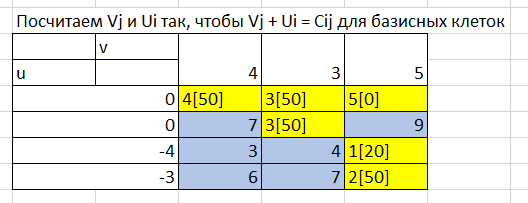 Посчитаем Vj и Ui так, чтобы Vj + Ui = Cij для базисных клеток
v
u 4 3 5
0 4[50] 3[50] 5[0]
0 7 3[50] 9
-4 3 4 1[20]
-3 6 7 2[50]